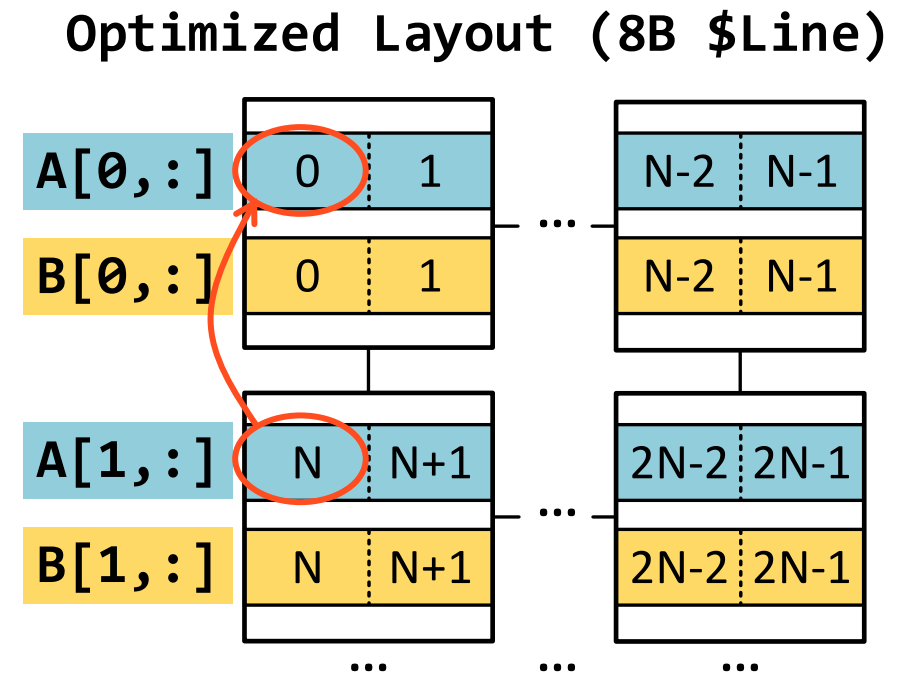 Optimized Layout (8B $Line)
A[0,:] 0 1 N-2 N-1
...
B[0,:] 0 1 N-2 N-1
A[1,:] N N+1 2N-2 2N-1
...
B[1,:] N N+1 2N-2 2N-1
... ... ...